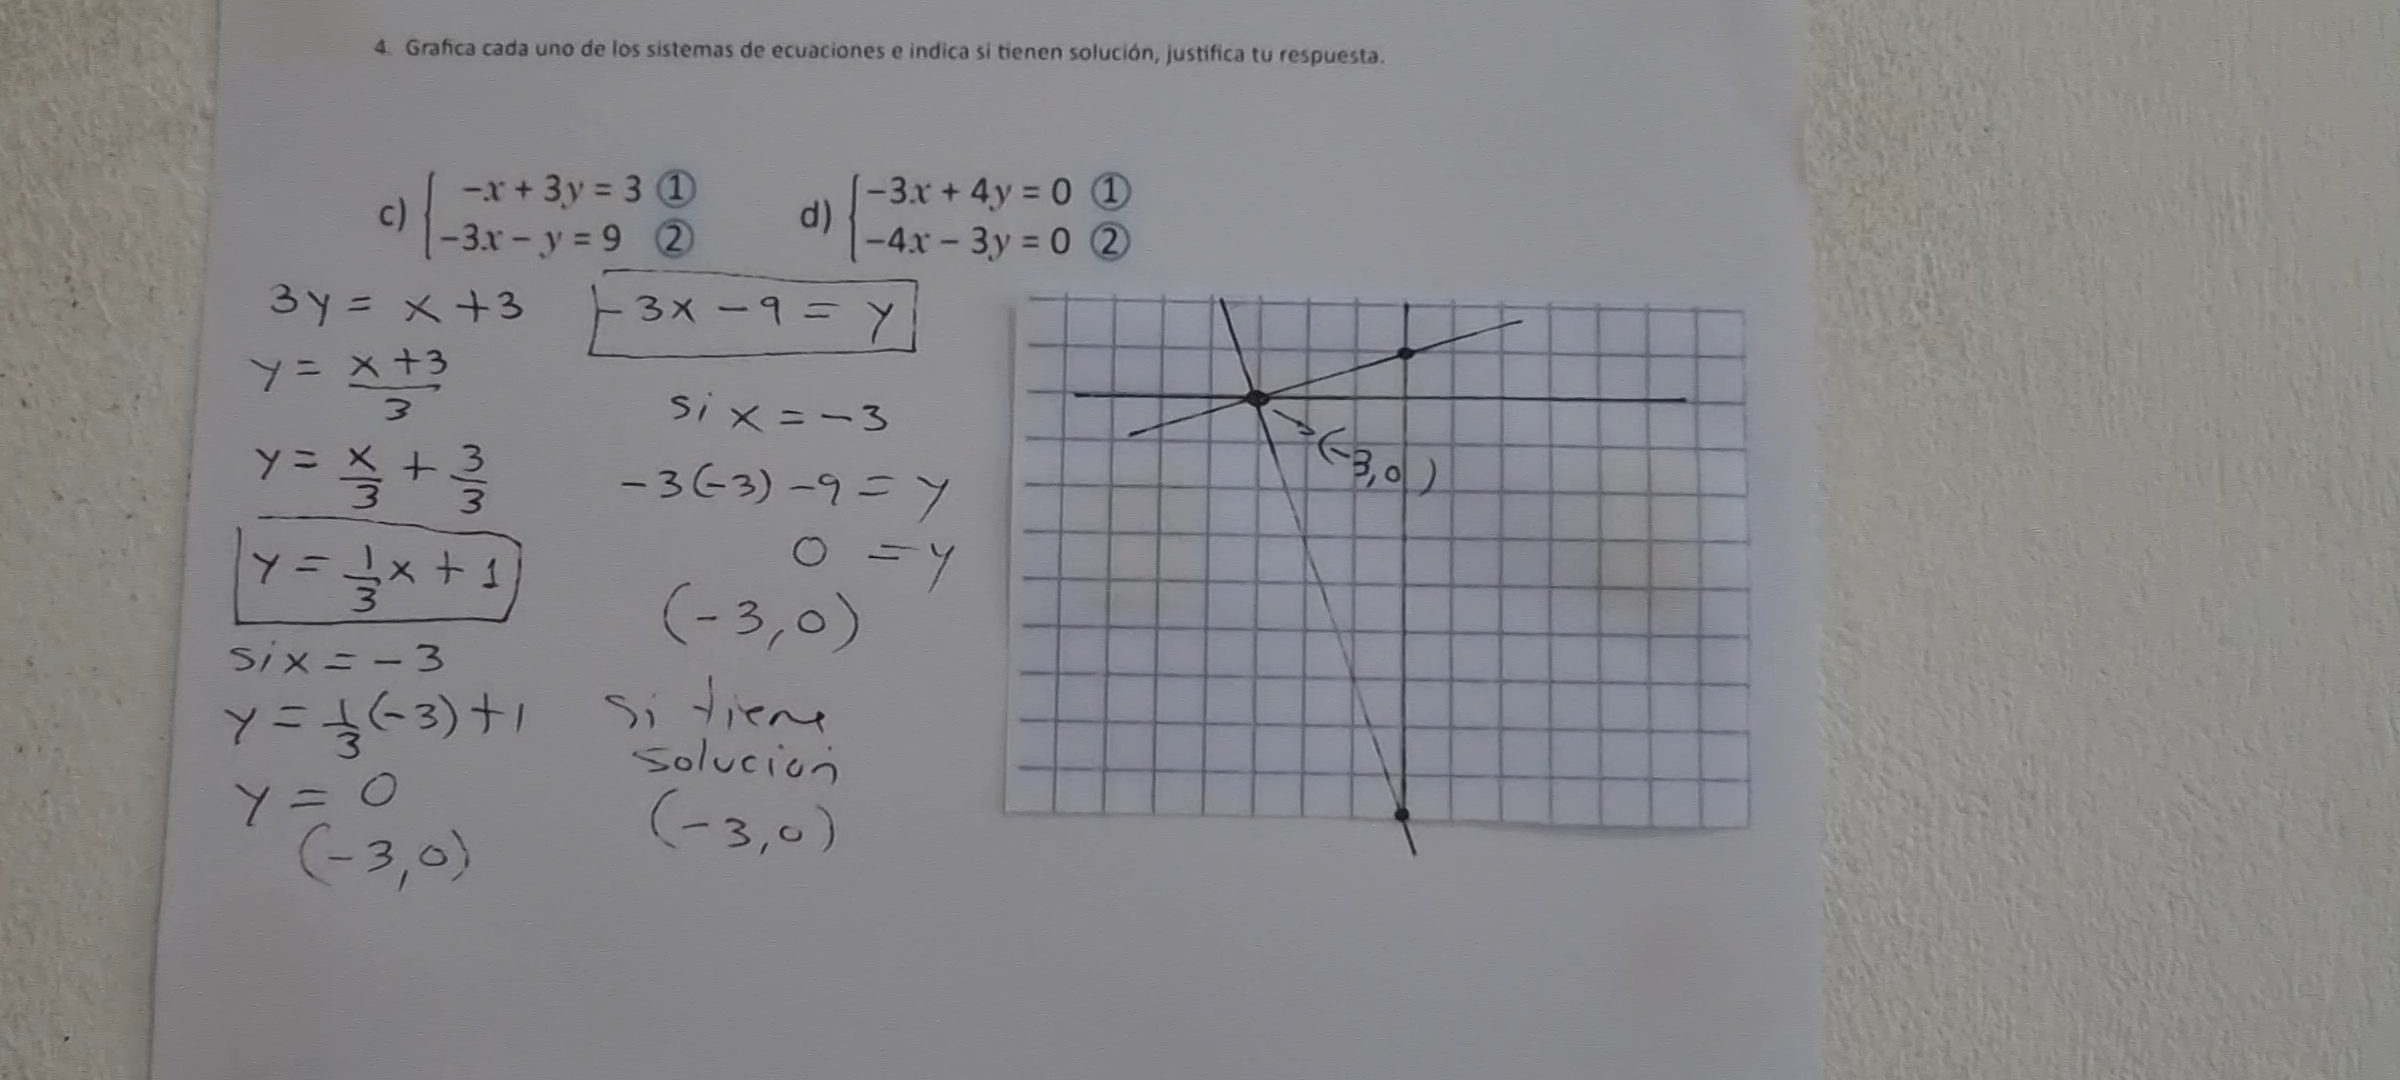 4. Grafica cada uno de los sistemas de ecuaciones e indica si tienen solución, justifica tu respuesta.
c) { -x + 3y = 3 ①
-3x - y = 9 ②
d) { -3x + 4y = 0 ①
-4x - 3y = 0 ②
3y = x + 3
y = x + 3 / 3
y = x/3 + 3/3
y = 1/3 x + 1
six = -3
y = 1/3 (-3) + 1
y = 0
(-3,0)
-3x - 9 = y
si x = -3
-3(-3) - 9 = y
0 = y
(-3,0)
si tiene
solución
(-3,0)
(-3,0)